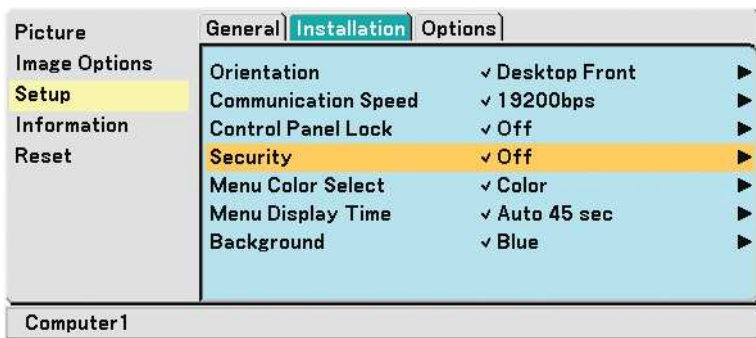 Picture
Image Options
Setup
Information
Reset
General Installation Options
Orientation ✓ Desktop Front ▶
Communication Speed ✓ 19200bps ▶
Control Panel Lock ✓ Off ▶
Security ✓ Off ▶
Menu Color Select ✓ Color ▶
Menu Display Time ✓ Auto 45 sec ▶
Background ✓ Blue ▶
Computer1